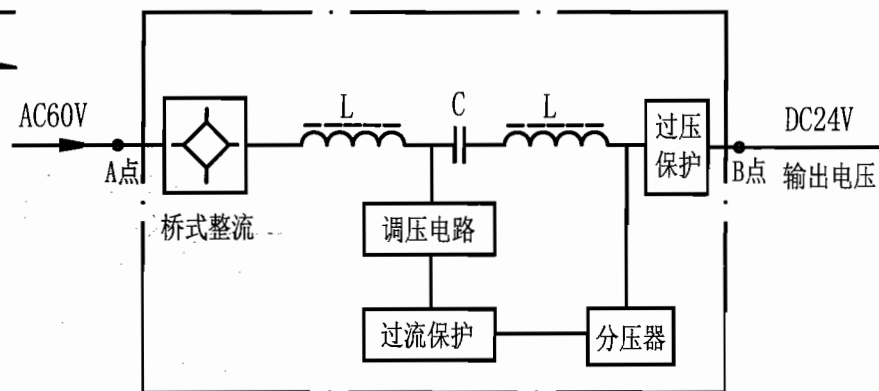 AC60V
A点
桥式整流
L
C
L
过压
保护
B点
DC24V
输出电压
调压电路
过流保护
分压器